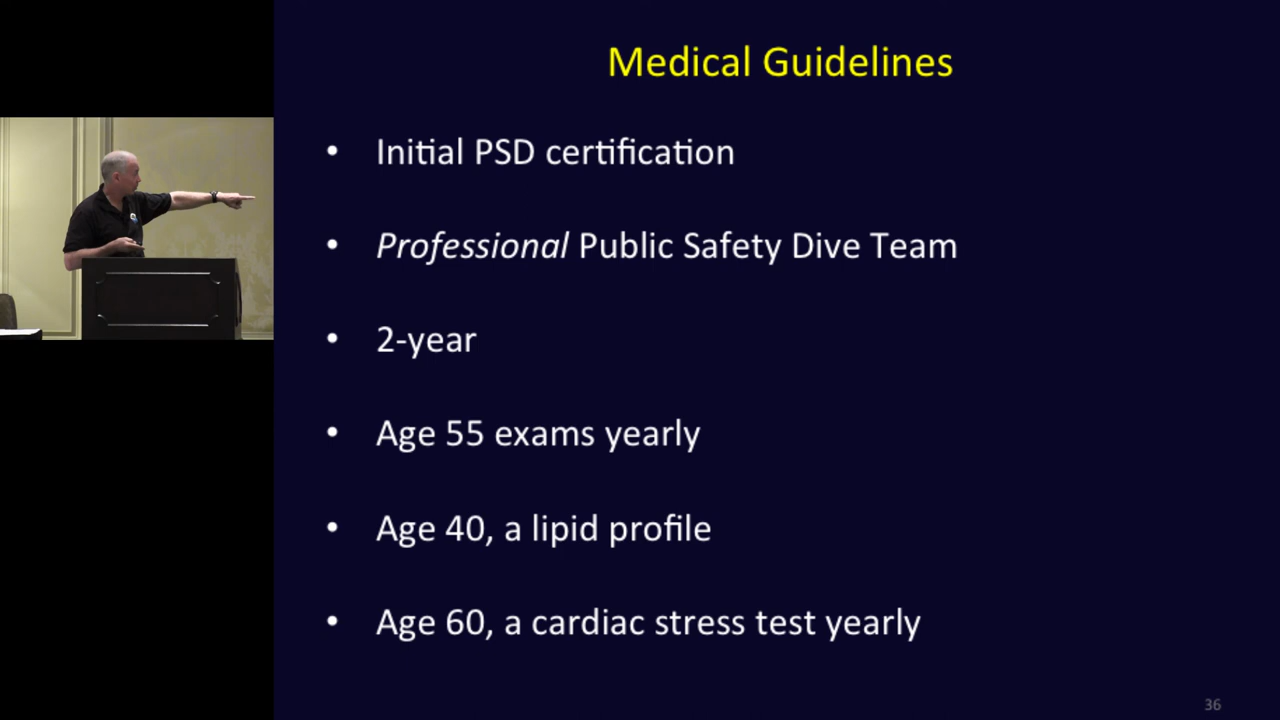 Medical Guidelines
• Initial PSD certification
• Professional Public Safety Dive Team
• 2-year
• Age 55 exams yearly
• Age 40, a lipid profile
• Age 60, a cardiac stress test yearly
36